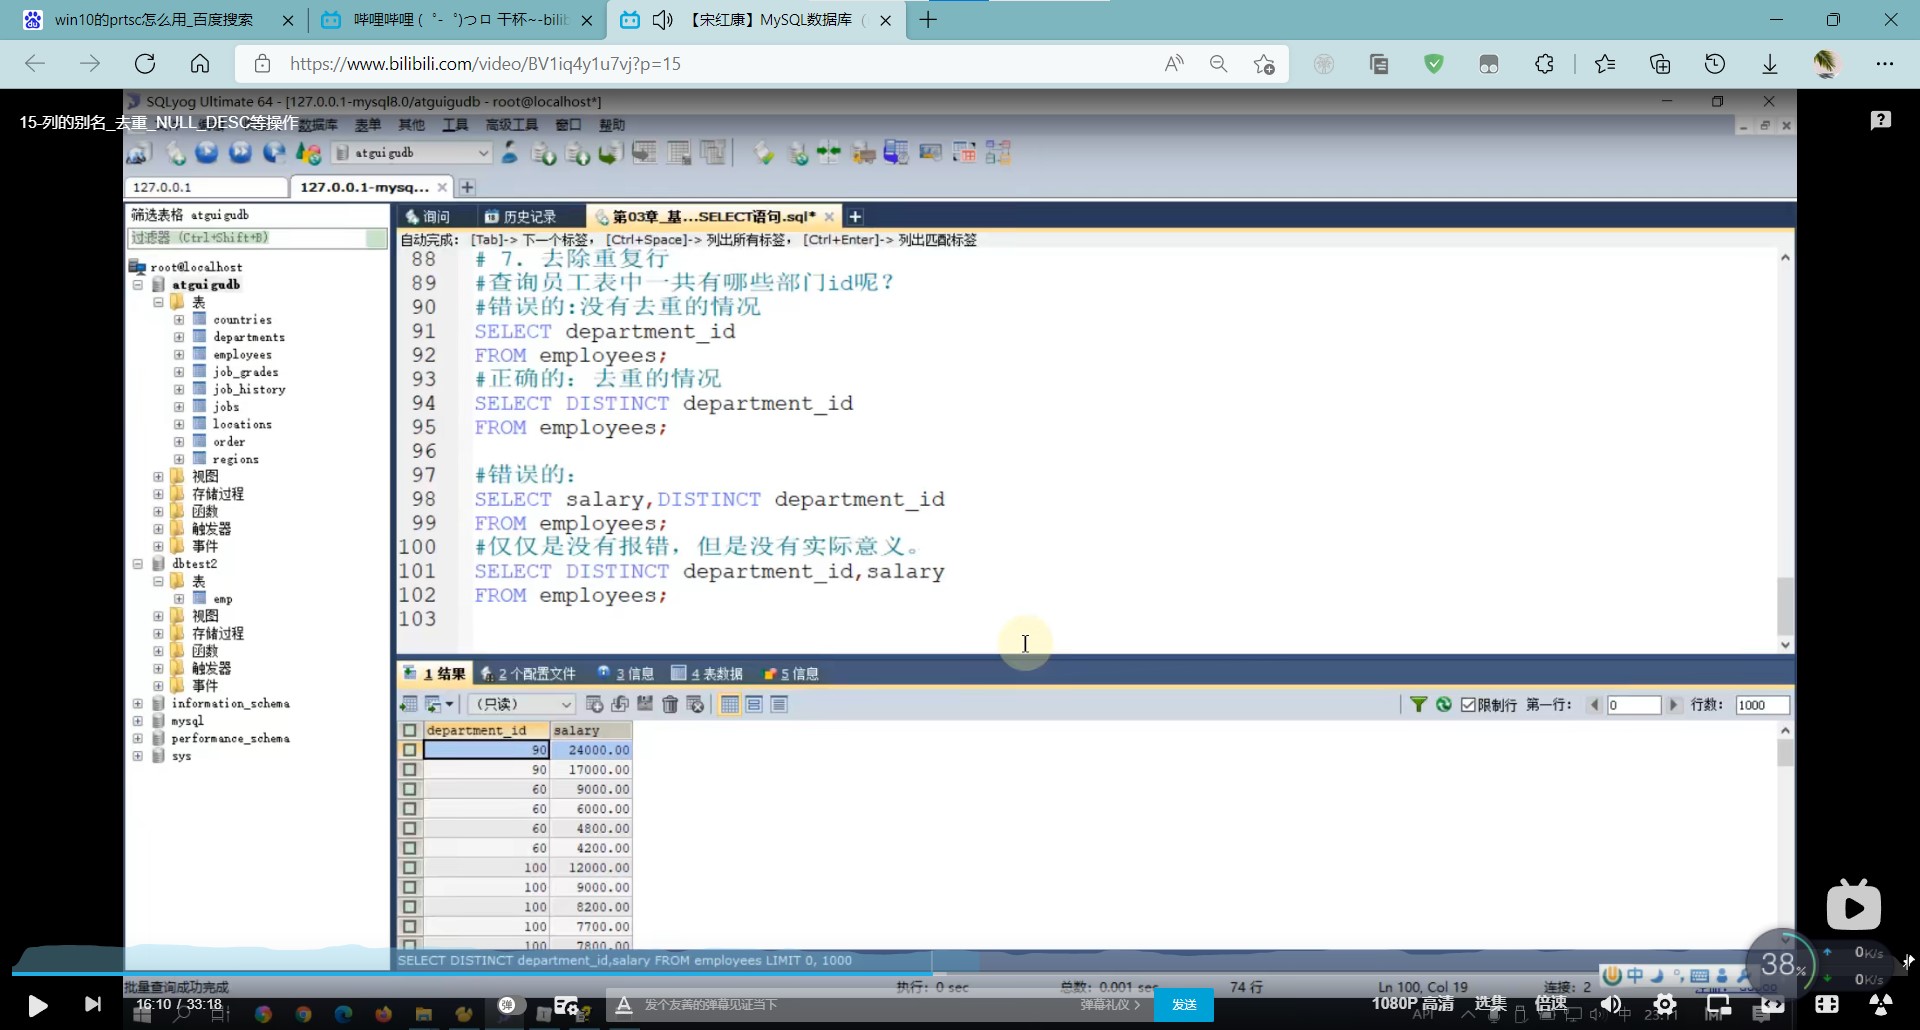 win10的prtsc怎么用_百度搜索
哔哩哔哩 ( ゜- ゜)つロ 干杯~-bili
【宋红康】MySQL数据库 (
https://www.bilibili.com/video/BV1iq4y1u7vj?p=15
SQLyog Ultimate 64 - [127.0.0.1-mysql8.0/atguigudb - root@localhost*]
15-列的别名_去重_NULL_DESC等操作
数据库 表单 其他 工具 高级工具 窗口 帮助
atguigudb
127.0.0.1
127.0.0.1-mysq...
筛选表格 atguigudb
过滤器 (Ctrl+Shift+B)
root@localhost
atguigudb
表
countries
departments
employees
job_grades
job_history
jobs
locations
order
regions
视图
存储过程
函数
触发器
事件
dbtest2
表
emp
视图
存储过程
函数
触发器
事件
information_schema
mysql
performance_schema
sys
询问
历史记录
第03章_基...SELECT语句.sql*
自动完成: [Tab]-> 下一个标签, [Ctrl+Space]-> 列出所有标签, [Ctrl+Enter]-> 列出匹配标签
88 # 7. 去除重复行
89 #查询员工表中一共有哪些部门id呢?
90 #错误的:没有去重的情况
91 SELECT department_id
92 FROM employees;
93 #正确的: 去重的情况
94 SELECT DISTINCT department_id
95 FROM employees;
96
97 #错误的:
98 SELECT salary,DISTINCT department_id
99 FROM employees;
100 #仅仅是没有报错, 但是没有实际意义。
101 SELECT DISTINCT department_id,salary
102 FROM employees;
103
1 结果 2 个配置文件 3 信息 4 表数据 5 信息
(只读)
限制行 第一行: 0 行数: 1000
department_id salary
90 24000.00
90 17000.00
60 9000.00
60 6000.00
60 4800.00
60 4200.00
100 12000.00
100 9000.00
100 8200.00
100 7700.00
100 7800.00
SELECT DISTINCT department_id,salary FROM employees LIMIT 0, 1000
批量查询成功完成
执行: 0 sec
总数: 0.001 sec
74 行
Ln 100, Col 19
连接: 2
38%
0K/s
0K/s
中
16:10 / 33:18
弹
发个友善的弹幕见证当下
弹幕礼仪 >
发送
1080P 高清
选集
倍速